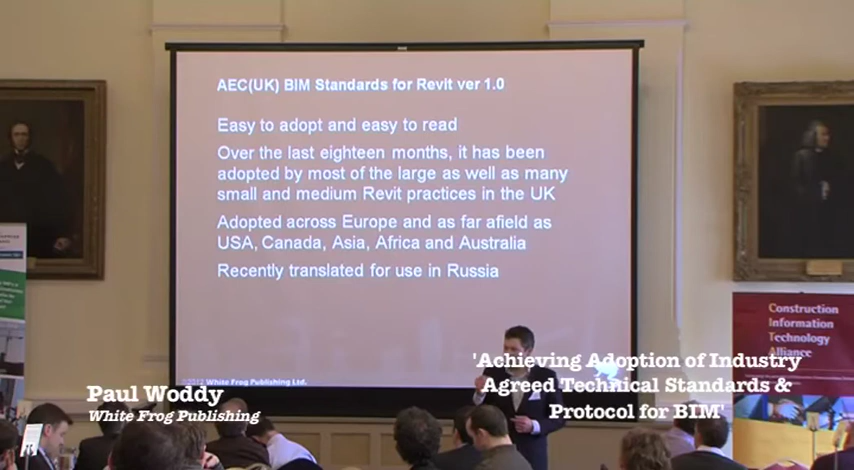 AEC(UK) BIM Standards for Revit ver 1.0
Easy to adopt and easy to read
Over the last eighteen months, it has been
adopted by most of the large as well as many
small and medium Revit practices in the UK
Adopted across Europe and as far afield as
USA, Canada, Asia, Africa and Australia
Recently translated for use in Russia
©2012 White Frog Publishing Ltd.
Construction
Information
Technology
Alliance
'Achieving Adoption of Industry
Agreed Technical Standards &
Protocol for BIM'
Paul Woddy
White Frog Publishing